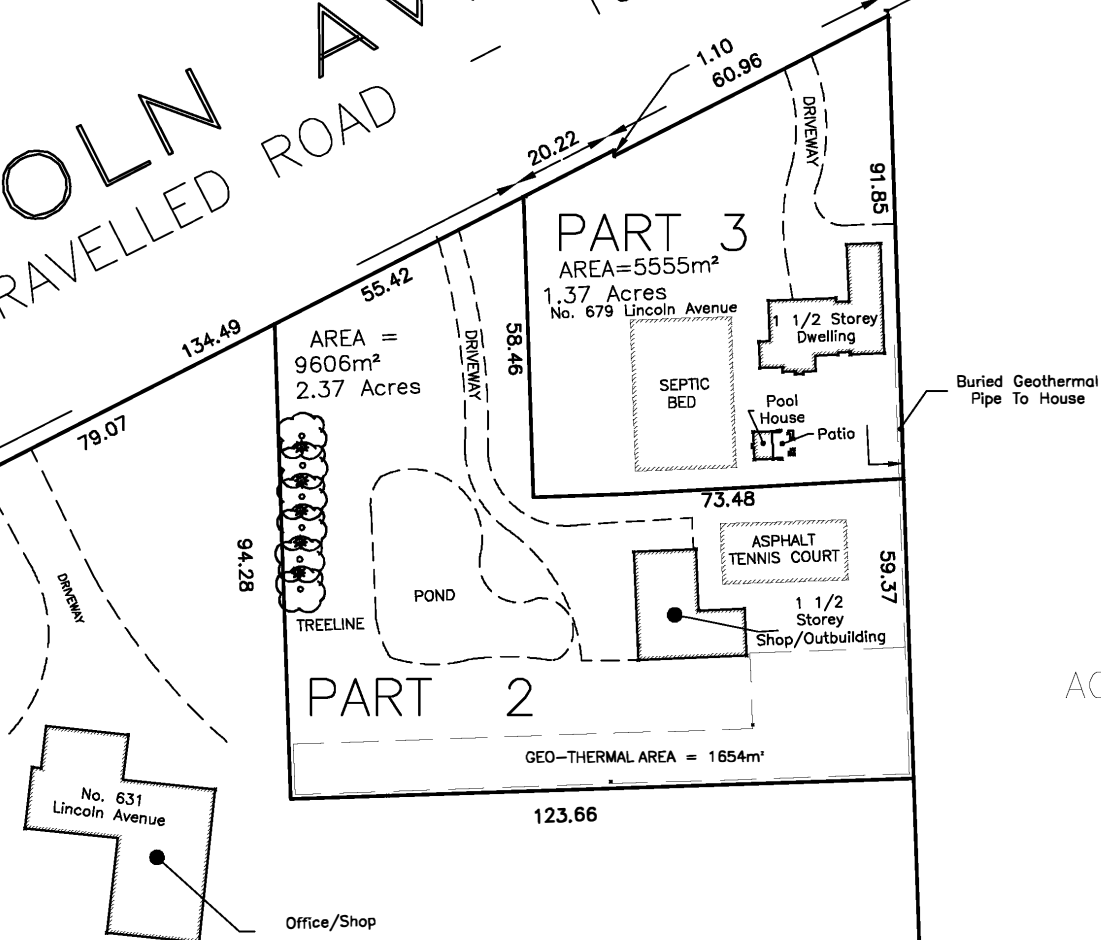 OLN AV
RAVELLED ROAD
1.10
60.96
20.22
55.42
134.49
79.07
DRIVEWAY
91.85
PART 3
AREA=5555m²
1.37 Acres
No. 679 Lincoln Avenue
1 1/2 Storey
Dwelling
SEPTIC
BED
Pool
House
Patio
Buried Geothermal
Pipe To House
58.46
73.48
AREA =
9606m²
2.37 Acres
DRIVEWAY
94.28
TREELINE
POND
ASPHALT
TENNIS COURT
59.37
1 1/2
Storey
Shop/Outbuilding
PART 2
GEO-THERMAL AREA = 1654m²
123.66
DRIVEWAY
No. 631
Lincoln Avenue
Office/Shop